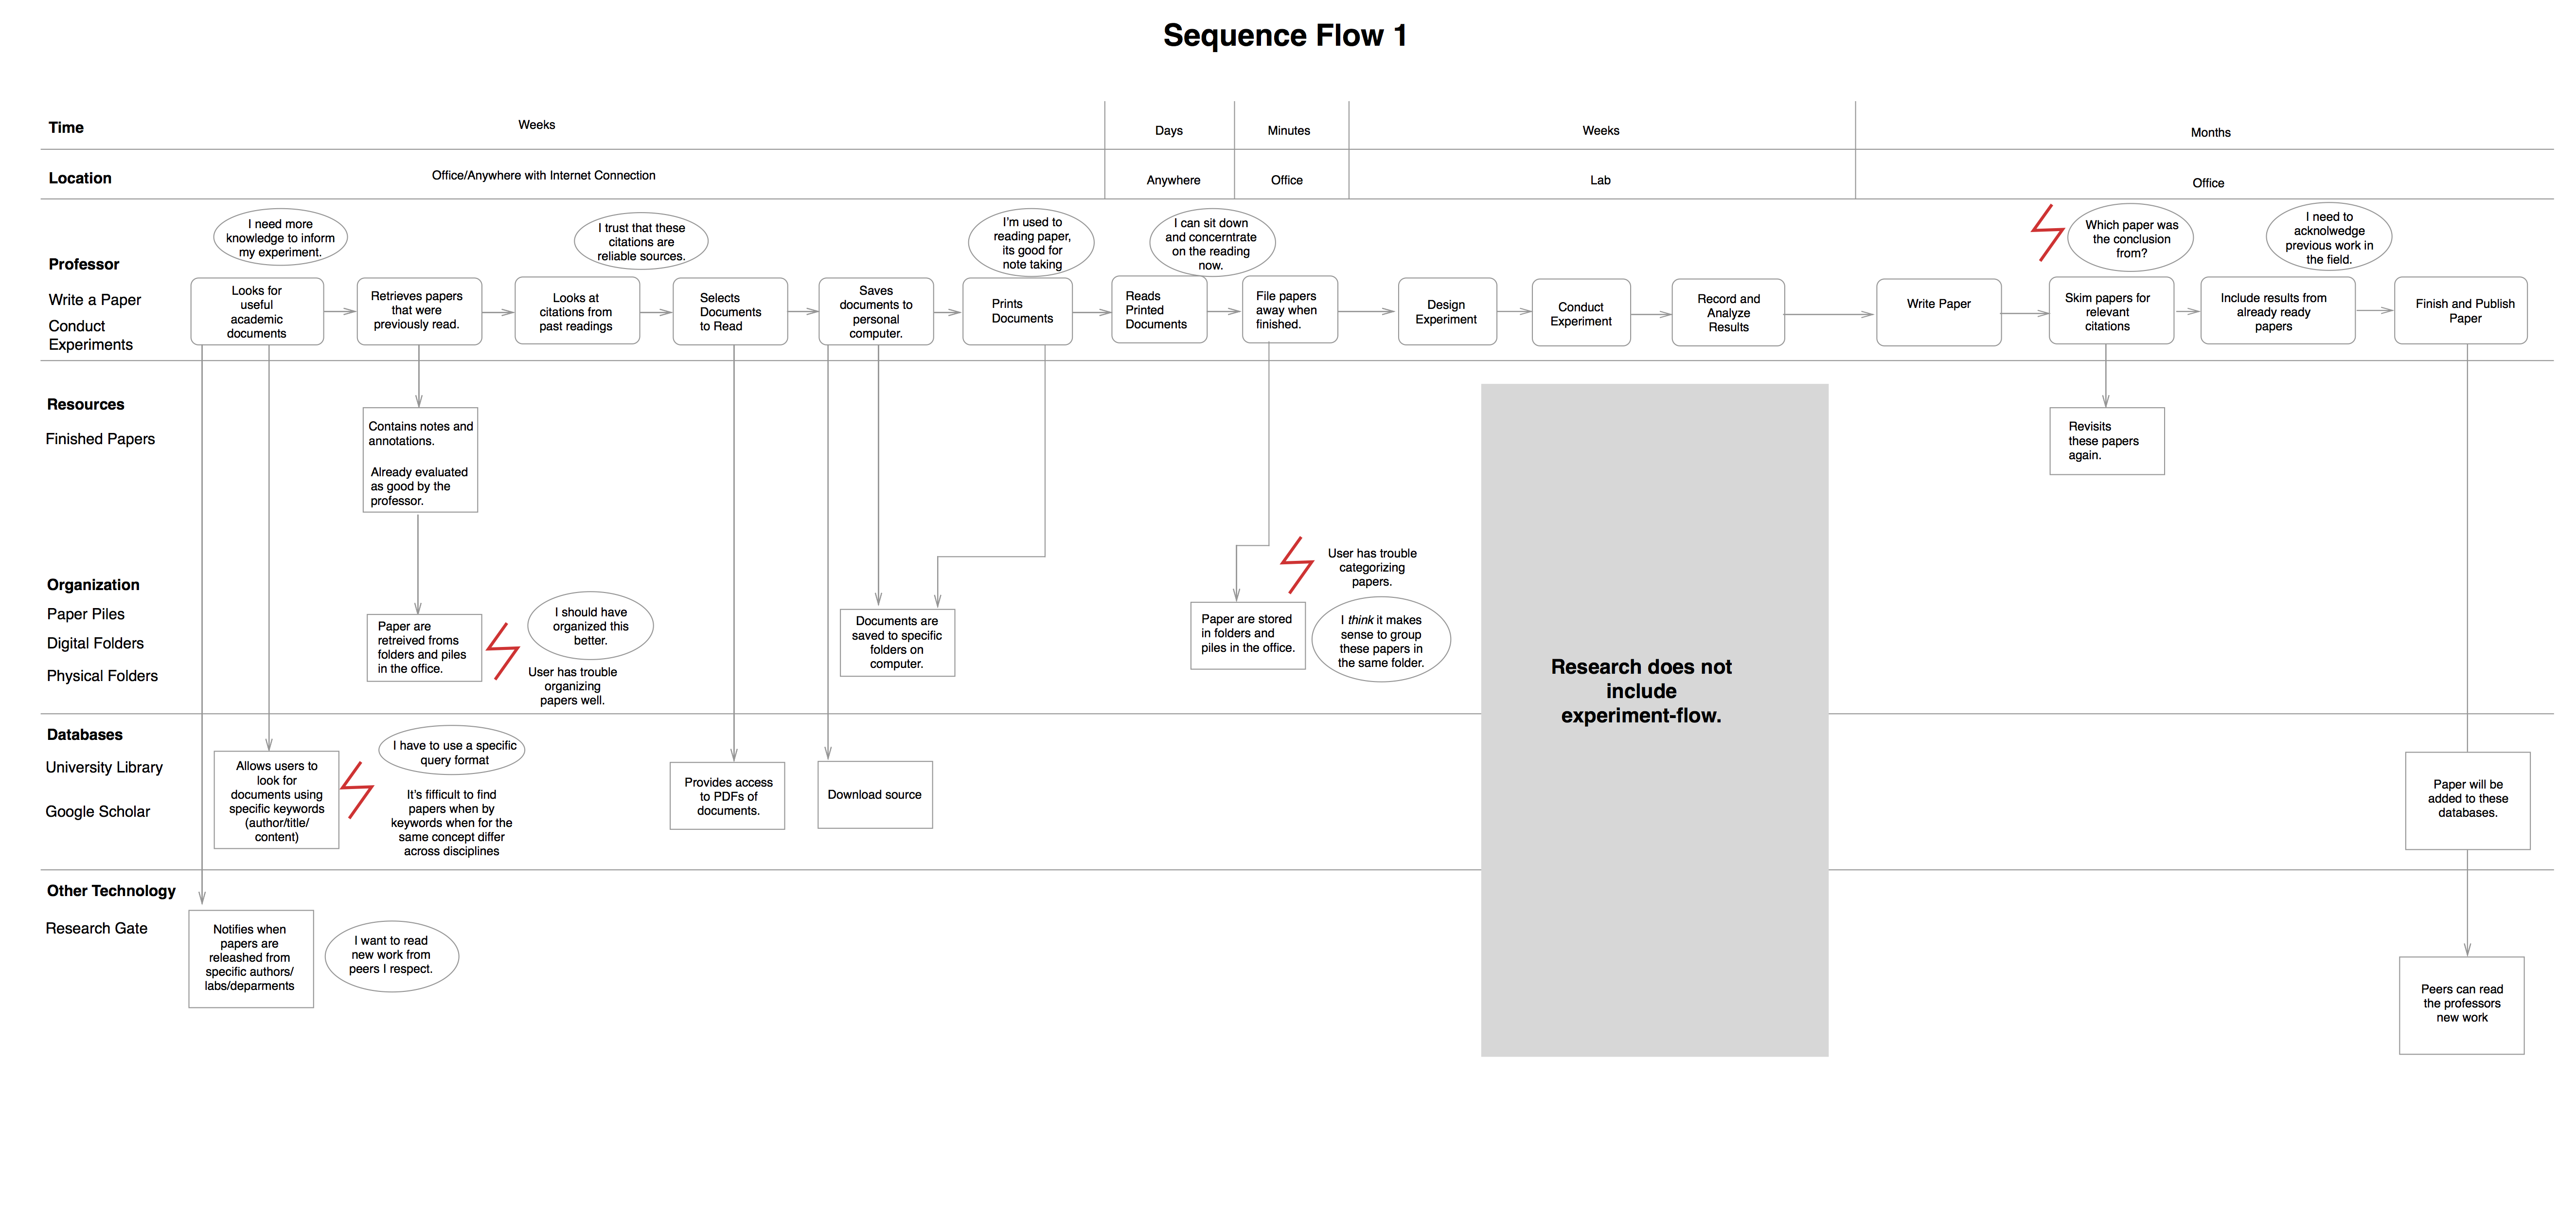 Sequence Flow 1
Time
Weeks
Days
Minutes
Weeks
Months
Location
Office/Anywhere with Internet Connection
Anywhere
Office
Lab
Office
I need more
knowledge to inform
my experiment.
I trust that these
citations are
reliable sources.
I'm used to
reading paper,
its good for
note taking
I can sit down
and concerntrate
on the reading
now.
Which paper was
the conclusion
from?
I need to
acknolwedge
previous work in
the field.
Professor
Write a Paper
Conduct
Experiments
Looks for
useful
academic
documents
Retrieves papers
that were
previously read.
Looks at
citations from
past readings
Selects
Documents
to Read
Saves
documents to
personal
computer.
Prints
Documents
Reads
Printed
Documents
File papers
away when
finished.
Design
Experiment
Conduct
Experiment
Record and
Analyze
Results
Write Paper
Skim papers for
relevant
citations
Include results from
already ready
papers
Finish and Publish
Paper
Resources
Finished Papers
Contains notes and
annotations.
Already evaluated
as good by the
professor.
Revisits
these papers
again.
Organization
Paper Piles
Digital Folders
Physical Folders
Paper are
retreived froms
folders and piles
in the office.
I should have
organized this
better.
User has trouble
organizing
papers well.
Documents are
saved to specific
folders on
computer.
Paper are stored
in folders and
piles in the office.
User has trouble
categorizing
papers.
I think it makes
sense to group
these papers in
the same folder.
Research does not
include
experiment-flow.
Databases
University Library
Google Scholar
Allows users to
look for
documents using
specific keywords
(author/title/
content)
I have to use a specific
query format
It's fifficult to find
papers when by
keywords when for the
same concept differ
across disciplines
Provides access
to PDFs of
documents.
Download source
Paper will be
added to these
databases.
Other Technology
Research Gate
Notifies when
papers are
releashed from
specific authors/
labs/deparments
I want to read
new work from
peers I respect.
Peers can read
the professors
new work